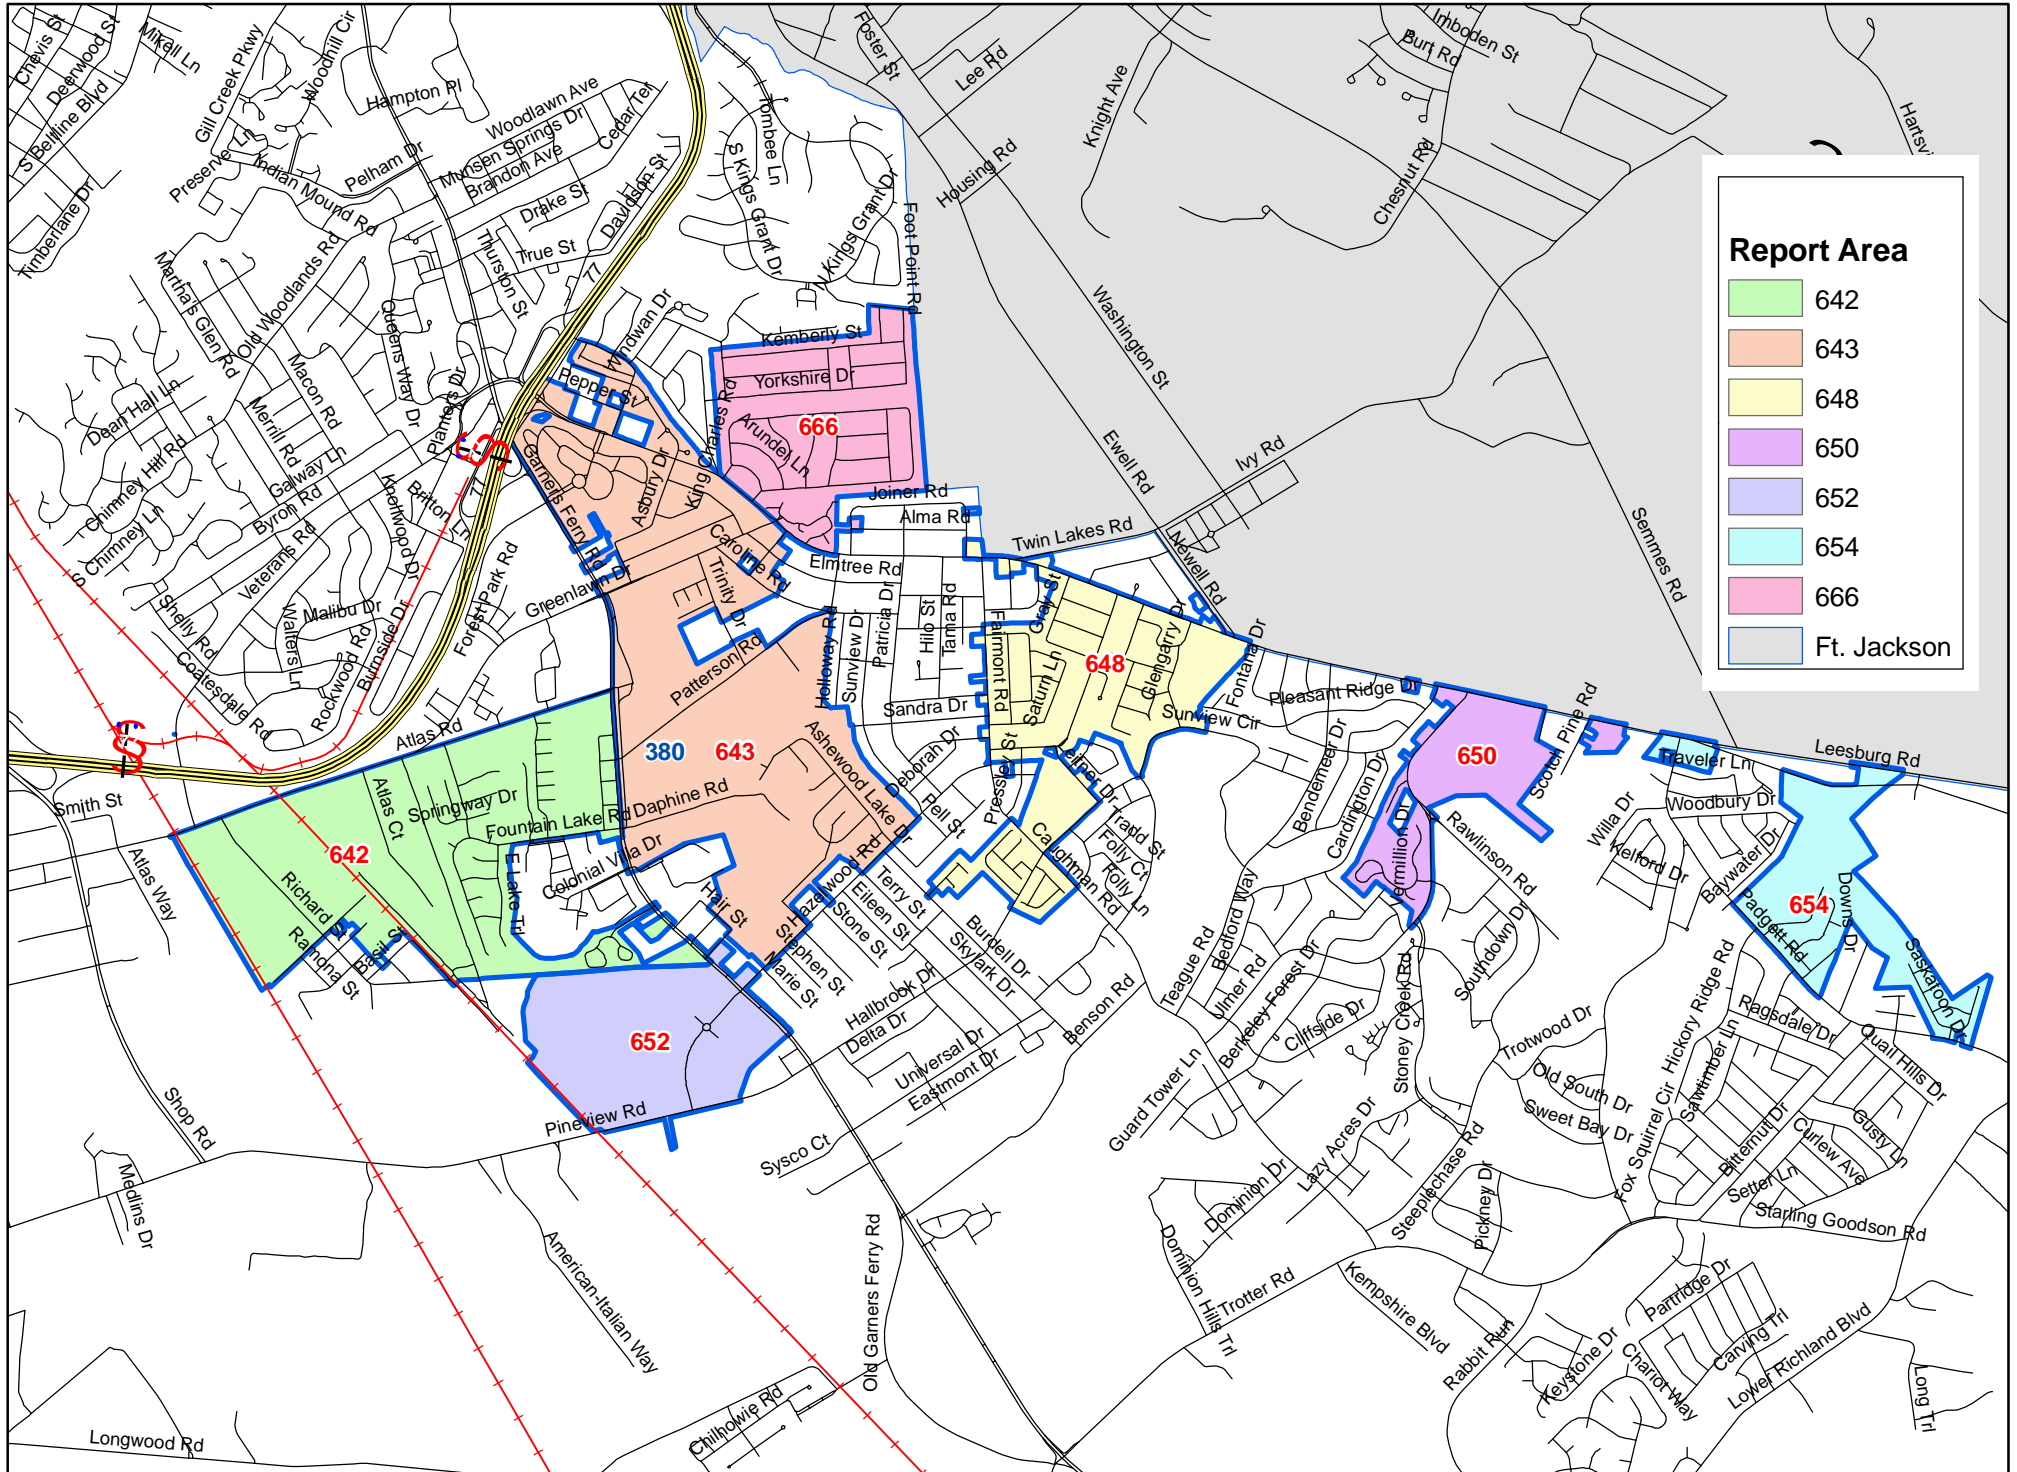 Chevis St
Deerwood St
Mikell Ln
S Beltline Blvd
Timberlane Dr
Gill Creek Pkwy
Woodhill Cir
Hampton Pl
Preserve Ln
Indian Mound Rd
Pelham Dr
Woodlawn Ave
Munsen Springs Dr
Brandon Ave
Cedar Ter
Drake St
Davidson St
True St
Thurston St
77
Tombee Ln
S Kings Grant Dr
N Kings Grant Dr
Foot Point Rd
Foster St
Lee Rd
Housing Rd
Knight Ave
Burt Rd
Imboden St
Chesnut Rd
Washington St
Ewell Rd
Ivy Rd
Semmes Rd
Report Area
642
643
648
650
652
654
666
Ft. Jackson
Martha's Glen Rd
Old Woodlands Rd
Queens Way Dr
Macon Rd
Planters Dr
Dean Hall Ln
Merrill Rd
Chimney Hill Rd
Galway Ln
Byron Rd
S Chimney Ln
Veterans Rd
Knollwood Dr
Britton Ln
77
Shelly Rd
Malibu Dr
Walters Ln
Coatesdale Rd
Rockwood Rd
Burnside Dr
Forest Park Rd
Greenlawn Dr
Atlas Rd
Windwan Dr
Pepper St
Kemberly St
Yorkshire Dr
666
Arundel Ln
King Charles Rd
Garners Ferry Rd
Asbury Dr
Joiner Rd
Alma Rd
Twin Lakes Rd
Newell Rd
Caroline Rd
Elmtree Rd
Trinity Dr
Patterson Rd
Holloway Rd
Sunview Dr
Patricia Dr
Hilo St
Tama Rd
Fairmont Rd
Gray St
Saturn Ln
648
Glengarry Dr
Fontana Dr
Pleasant Ridge Dr
Sunview Cir
Sandra Dr
Deborah Dr
Pressley St
Leitner Dr
380
643
Ashewood Lake Dr
Daphine Rd
Pell St
Tradd St
Folly Ct
Rolly Ln
Caughman Rd
Bendemeer Dr
Cardington Dr
Vermillion Dr
650
Scotch Pine Rd
Rawlinson Rd
Traveler Ln
Leesburg Rd
Woodbury Dr
Willa Dr
Kelford Dr
Baywater Dr
654
Padgett Rd
Downs Dr
Saskatoon Dr
Smith St
Atlas Way
Atlas Ct
Springway Dr
Fountain Lake Rd
642
Richard St
Ramona St
Basil St
E Lake Trl
Colonial Villa Dr
Hair St
Hazelwood Rd
Terry St
Eileen St
Stone St
Stephen St
Marie St
Burdell Dr
Skylark Dr
Hallbrook Dr
Delta Dr
Universal Dr
Eastmont Dr
Benson Rd
652
Pineview Rd
Shop Rd
Medlins Dr
American-Italian Way
Sysco Ct
Old Garners Ferry Rd
Chilhowie Rd
Longwood Rd
Bedford Way
Teague Rd
Ulmer Rd
Berkeley Forest Dr
Cliffside Dr
Stoney Creek Rd
Southdown Dr
Guard Tower Ln
Lazy Acres Dr
Dominion Dr
Dominion Hills Trl
Trotter Rd
Steeplechase Rd
Pickney Dr
Kempshire Blvd
Rabbit Run
Trotwood Dr
Old South Dr
Sweet Bay Dr
Fox Squirrel Cir
Hickory Ridge Rd
Sawtimber Ln
Ragsdale Dr
Quail Hills Dr
Bitternut Dr
Gusty Ln
Curlew Ave
Setter Ln
Starling Goodson Rd
Partridge Dr
Keystone Dr
Chariot Way
Carving Trl
Lower Richland Blvd
Long Trl